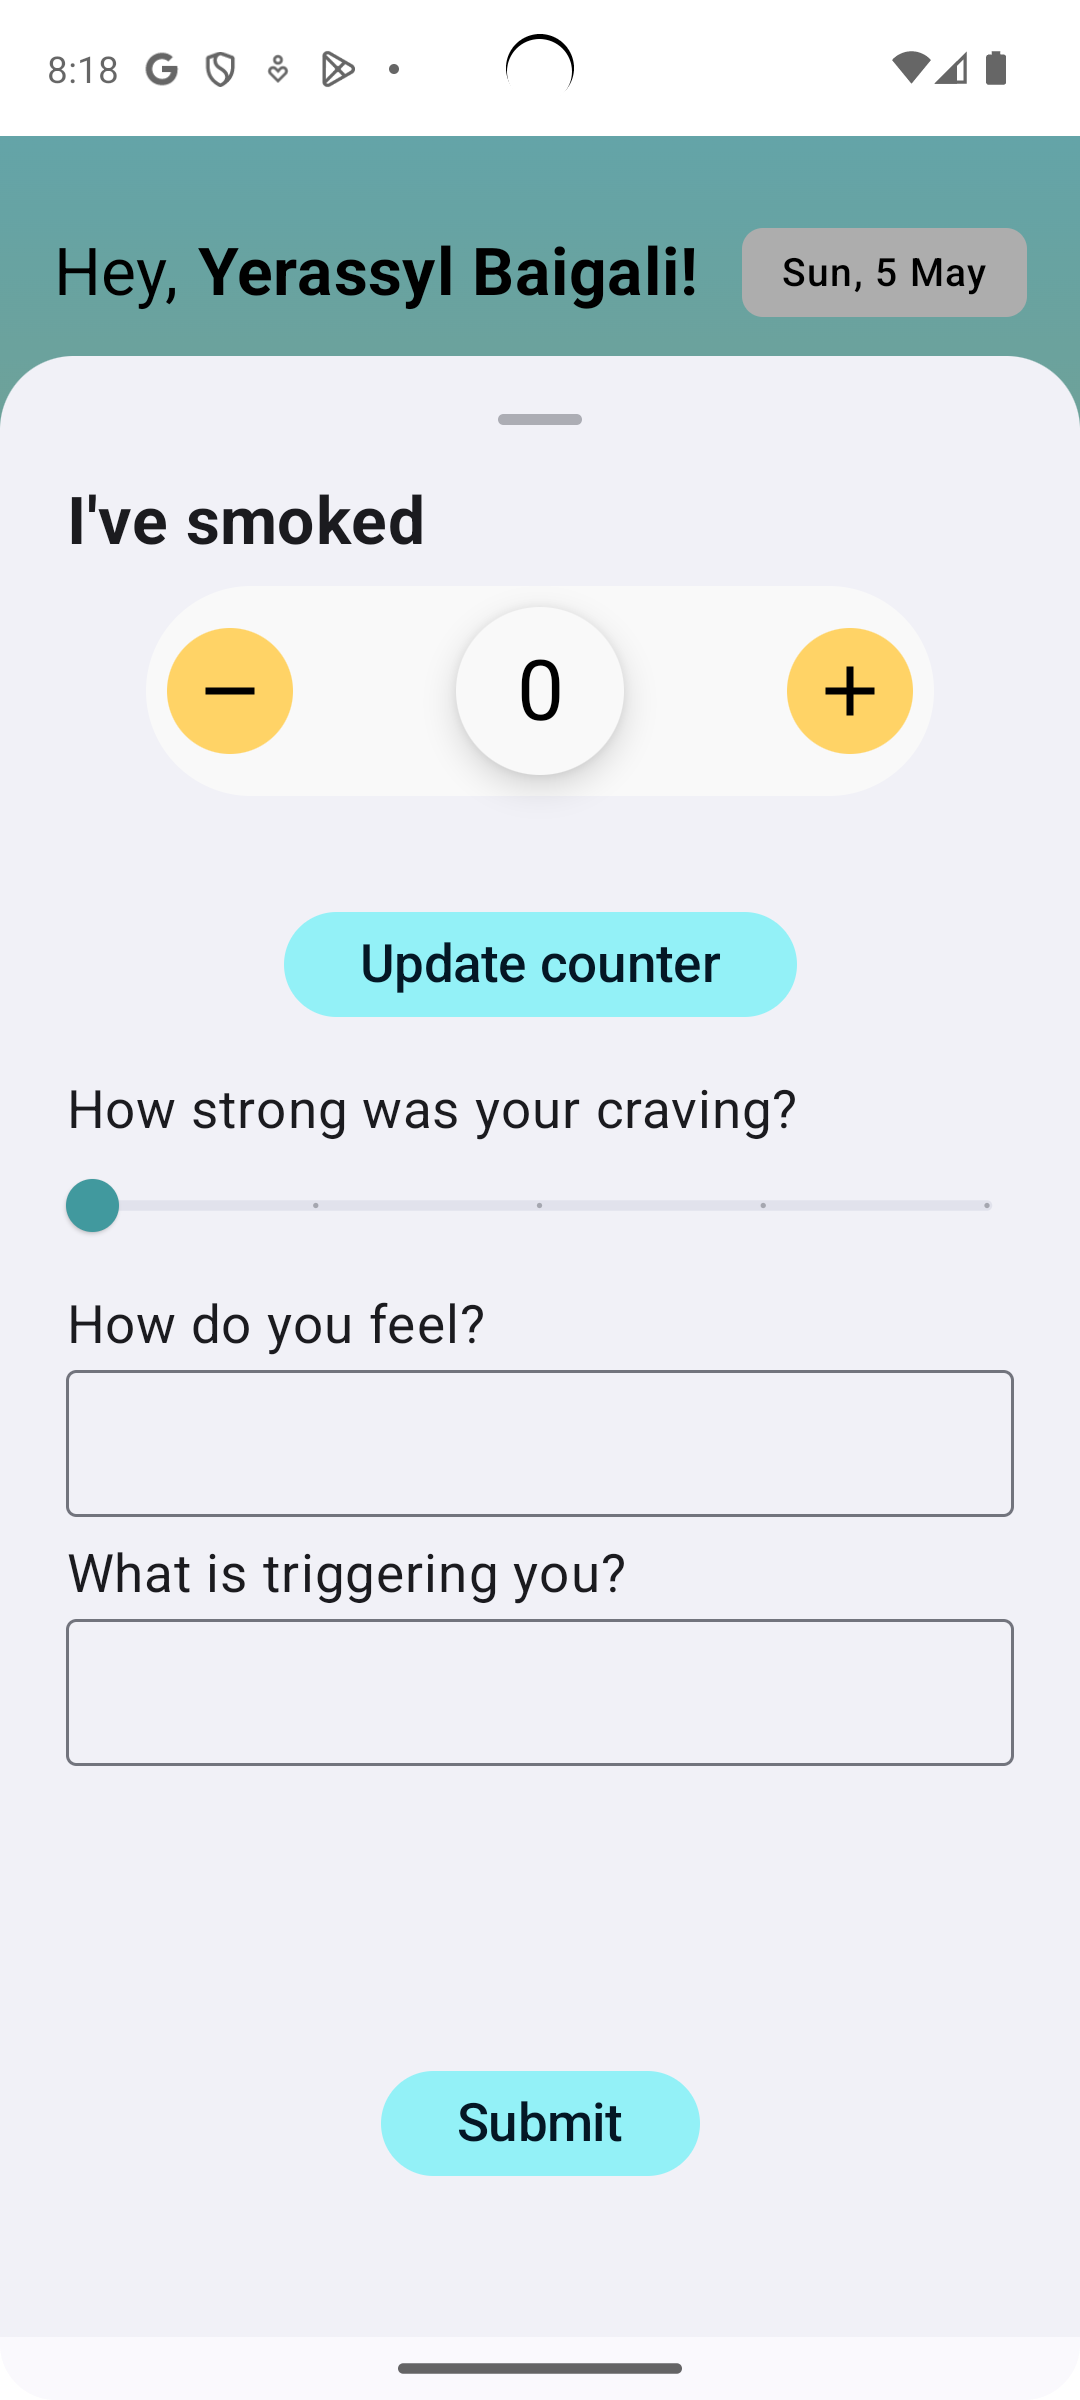 8:18
Hey, Yerassyl Baigali!
Sun, 5 May
I've smoked
0
Update counter
How strong was your craving?
How do you feel?
What is triggering you?
Submit